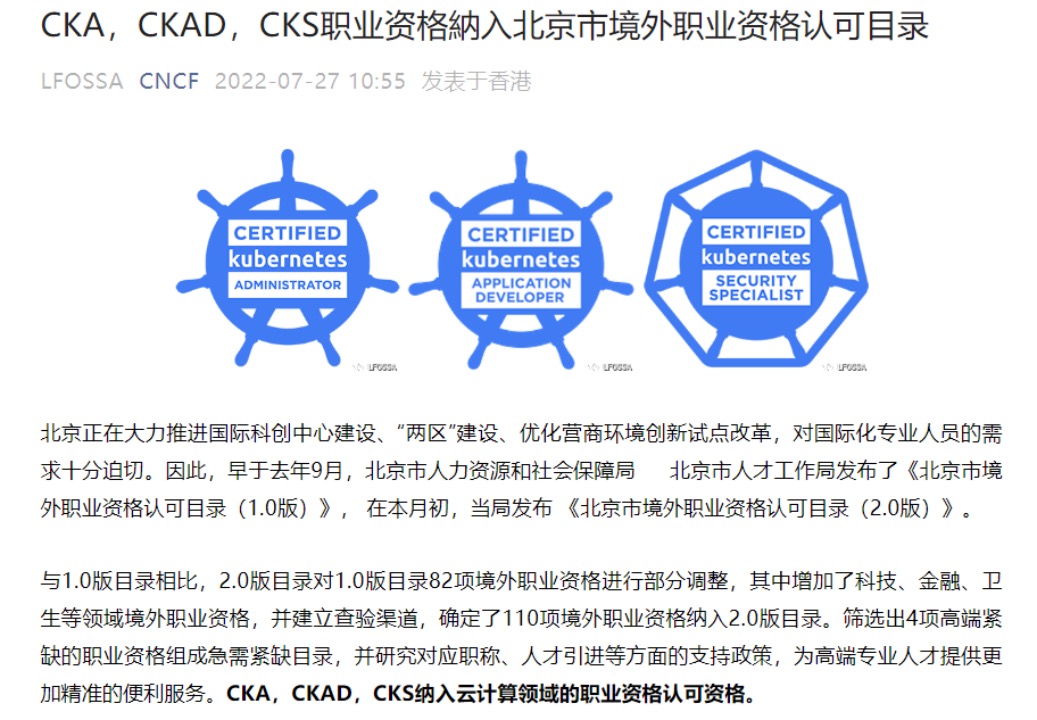 CKA，CKAD，CKS职业资格納入北京市境外职业资格认可目录
LFOSSA CNCF 2022-07-27 10:55 发表于香港
CERTIFIED
kubernetes
ADMINISTRATOR
LFOSSA
CERTIFIED
kubernetes
APPLICATION
DEVELOPER
LFOSSA
CERTIFIED
kubernetes
SECURITY
SPECIALIST
LFOSSA
北京正在大力推进国际科创中心建设、“两区”建设、优化营商环境创新试点改革，对国际化专业人员的需
求十分迫切。因此，早于去年9月，北京市人力资源和社会保障局 北京市人才工作局发布了《北京市境
外职业资格认可目录（1.0版）》， 在本月初，当局发布 《北京市境外职业资格认可目录（2.0版）》。
与1.0版目录相比，2.0版目录对1.0版目录82项境外职业资格进行部分调整，其中增加了科技、金融、卫
生等领域境外职业资格，并建立查验渠道，确定了110项境外职业资格纳入2.0版目录。筛选出4项高端紧
缺的职业资格组成急需紧缺目录，并研究对应职称、人才引进等方面的支持政策，为高端专业人才提供更
加精准的便利服务。CKA，CKAD，CKS纳入云计算领域的职业资格认可资格。